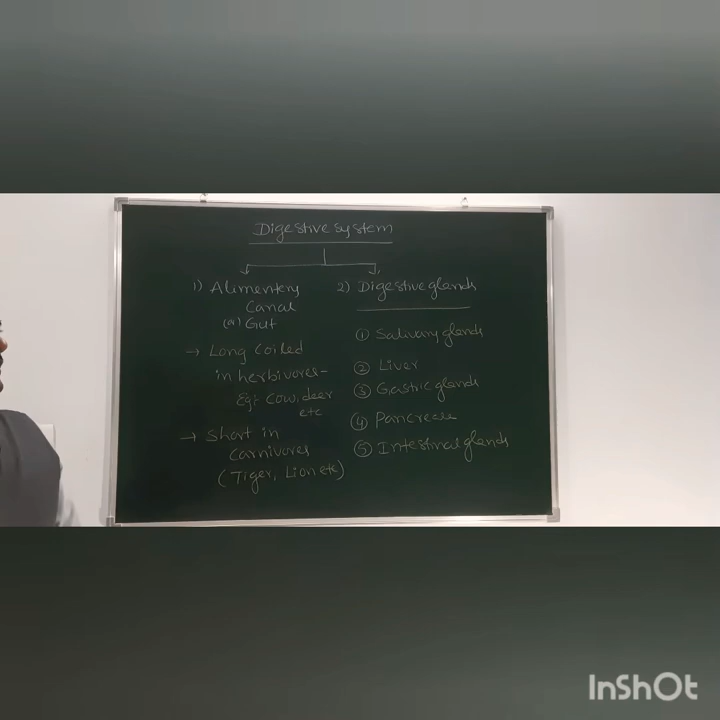 Digestive system
1) Alimentery
Canal
(or) Gut
→ Long Coiled
in herbivores-
Eg:- Cow, deer
etc
→ Short in
carnivores
(Tiger, Lion etc)
2) Digestive glands
① Salivary glands
② Liver
③ Gastric glands
④ Pancreas
⑤ Intestinal glands
InShOt